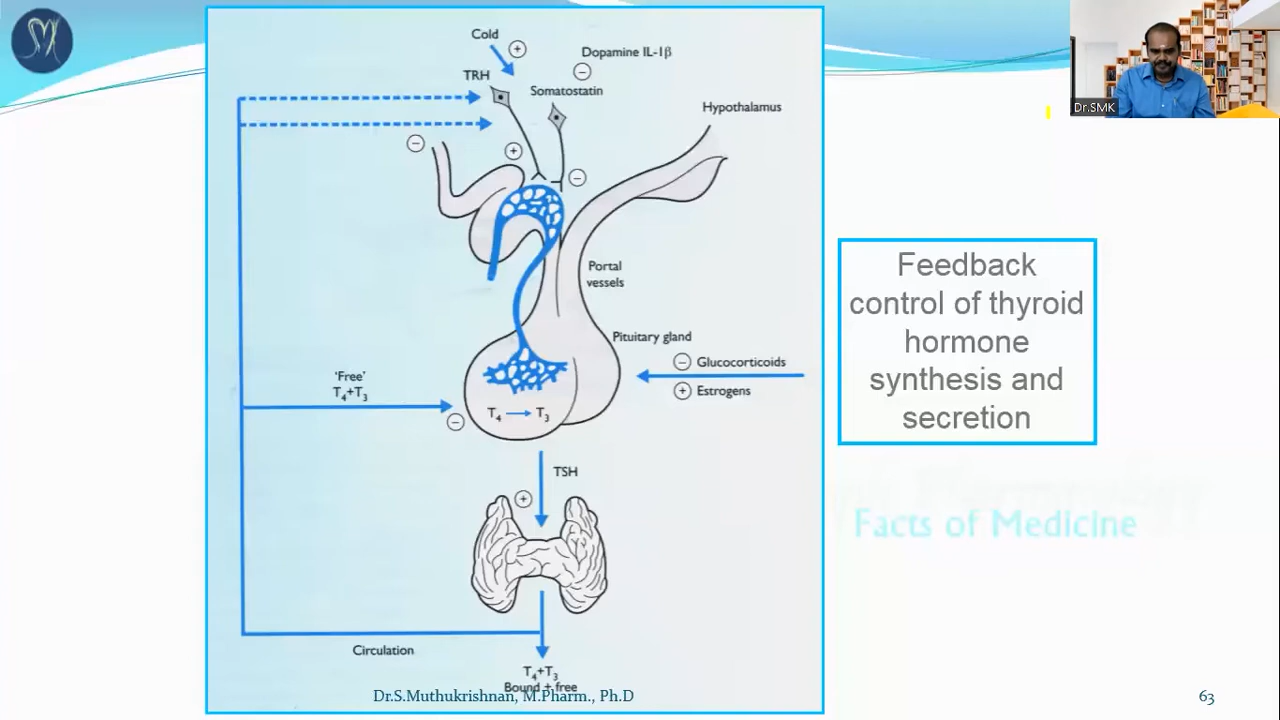 SM
Cold
+
Dopamine IL-1β
−
TRH
Somatostatin
Hypothalamus
Dr.SMK
−
+
−
Portal
vessels
Pituitary gland
− Glucocorticoids
+ Estrogens
'Free'
T4+T3
−
T4 → T3
TSH
+
Circulation
T4+T3
Bound + free
Feedback
control of thyroid
hormone
synthesis and
secretion
Facts of Medicine
Dr.S.Muthukrishnan, M.Pharm., Ph.D
63